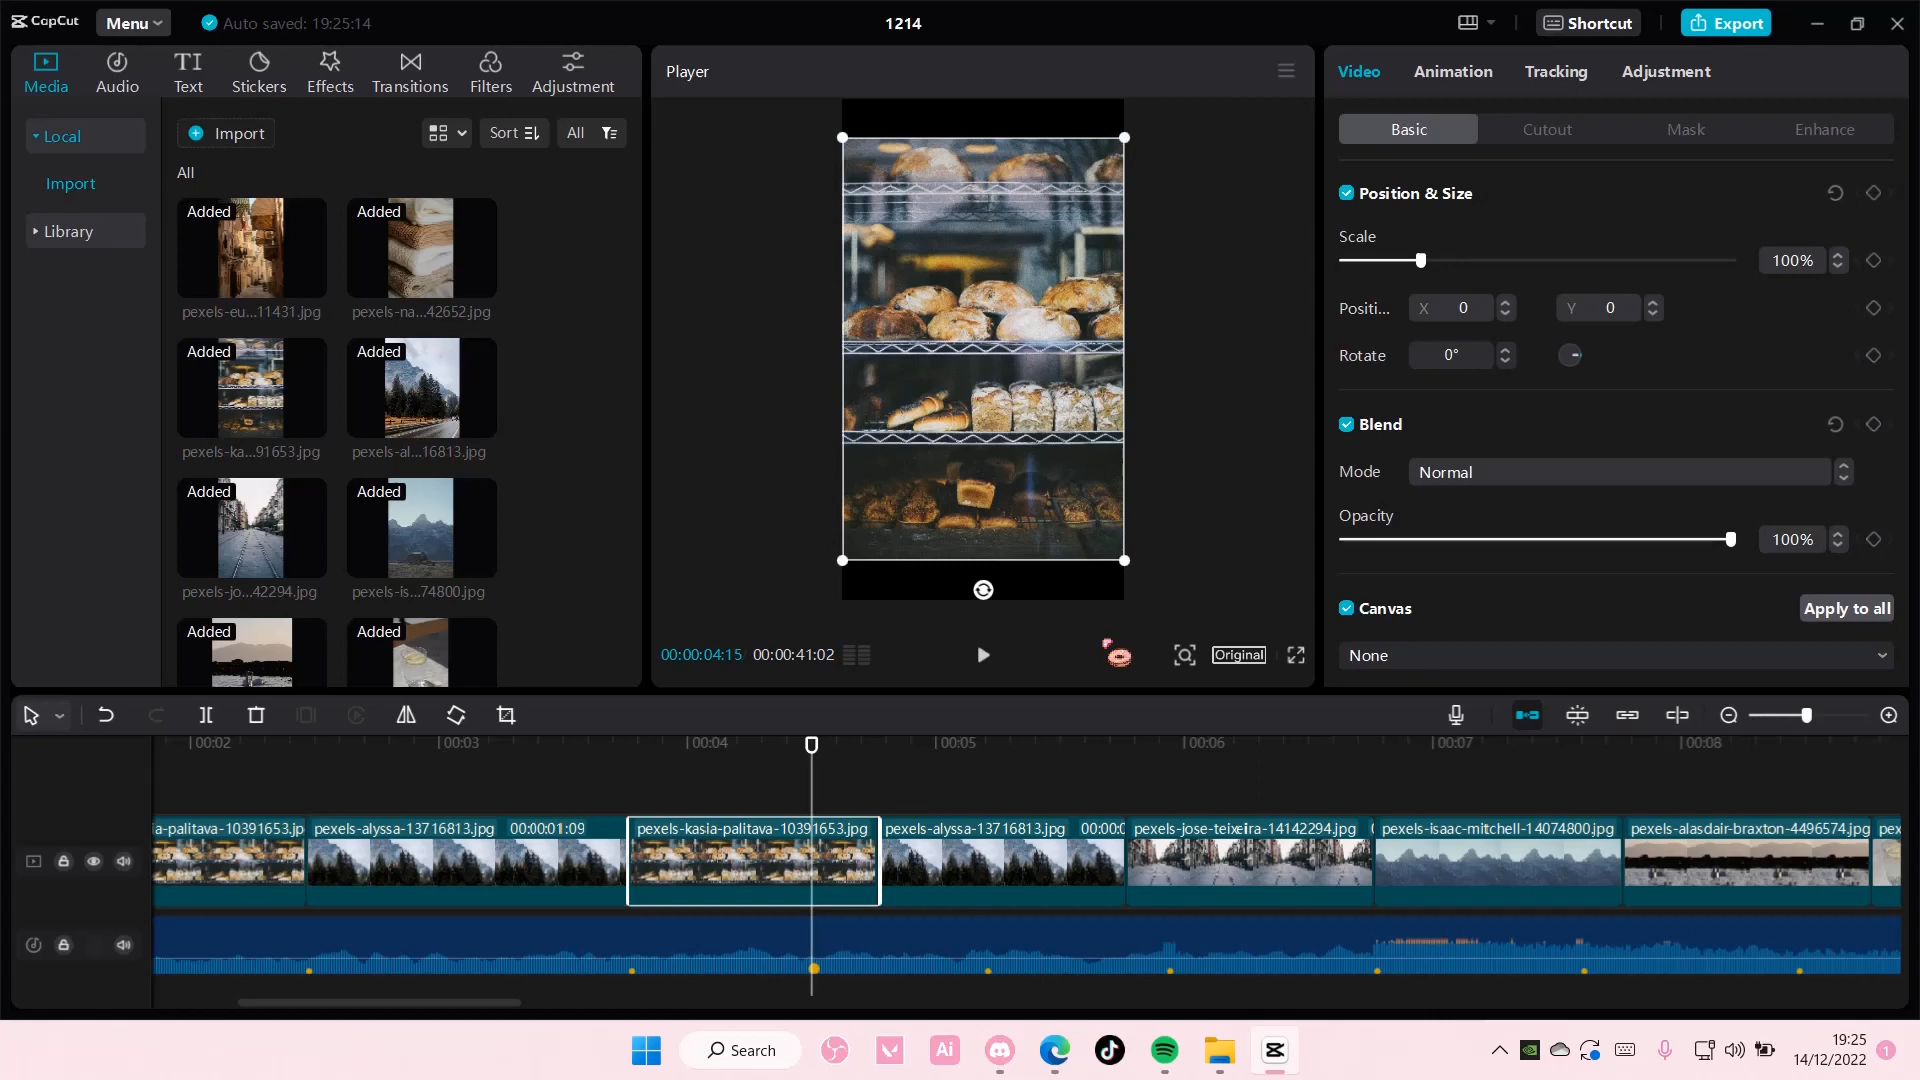 CapCut
Menu
Auto saved: 19:25:14
1214
Shortcut
Export
Media
Audio
Text
Stickers
Effects
Transitions
Filters
Adjustment
Local
Import
Library
Import
Sort
All
All
Added
Added
pexels-eu...11431.jpg
pexels-na...42652.jpg
Added
Added
pexels-ka...91653.jpg
pexels-al...16813.jpg
Added
Added
pexels-jo...42294.jpg
pexels-is...74800.jpg
Added
Added
Player
00:00:04:15
00:00:41:02
Original
Video
Animation
Tracking
Adjustment
Basic
Cutout
Mask
Enhance
Position & Size
Scale
100%
Positi...
X 0
Y 0
Rotate
0°
Blend
Mode
Normal
Opacity
100%
Canvas
Apply to all
None
00:02
00:03
00:04
00:05
00:06
00:07
00:08
ia-palitava-10391653.jp
pexels-alyssa-13716813.jpg 00:00:01:09
pexels-kasia-palitava-10391653.jpg
pexels-alyssa-13716813.jpg 00:00:0
pexels-jose-teixeira-14142294.jpg
pexels-isaac-mitchell-14074800.jpg
pexels-alasdair-braxton-4496574.jpg
pex
Search
Ai
19:25
14/12/2022
1